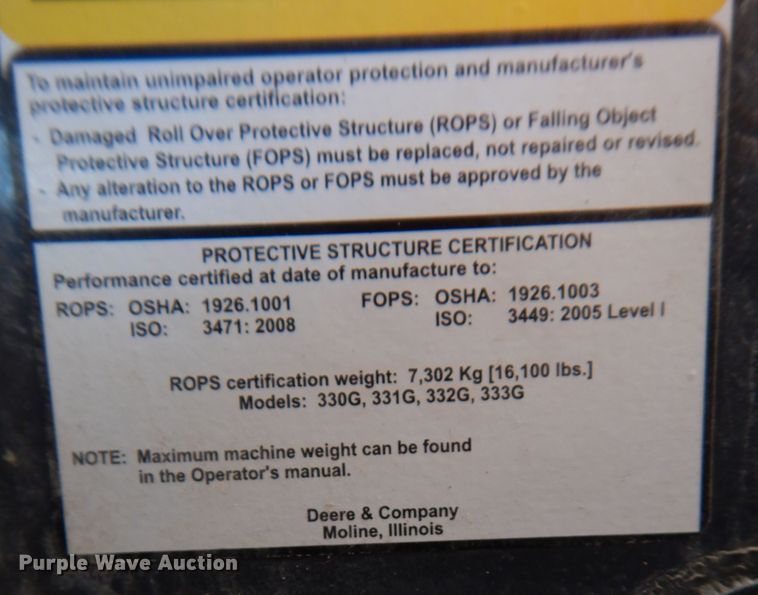 To maintain unimpaired operator protection and manufacturer's
protective structure certification:
- Damaged Roll Over Protective Structure (ROPS) or Falling Object
Protective Structure (FOPS) must be replaced, not repaired or revised.
- Any alteration to the ROPS or FOPS must be approved by the
manufacturer.
PROTECTIVE STRUCTURE CERTIFICATION
Performance certified at date of manufacture to:
ROPS: OSHA: 1926.1001 FOPS: OSHA: 1926.1003
ISO: 3471: 2008 ISO: 3449: 2005 Level I
ROPS certification weight: 7,302 Kg [16,100 lbs.]
Models: 330G, 331G, 332G, 333G
NOTE: Maximum machine weight can be found
in the Operator's manual.
Deere & Company
Moline, Illinois
Purple Wave Auction